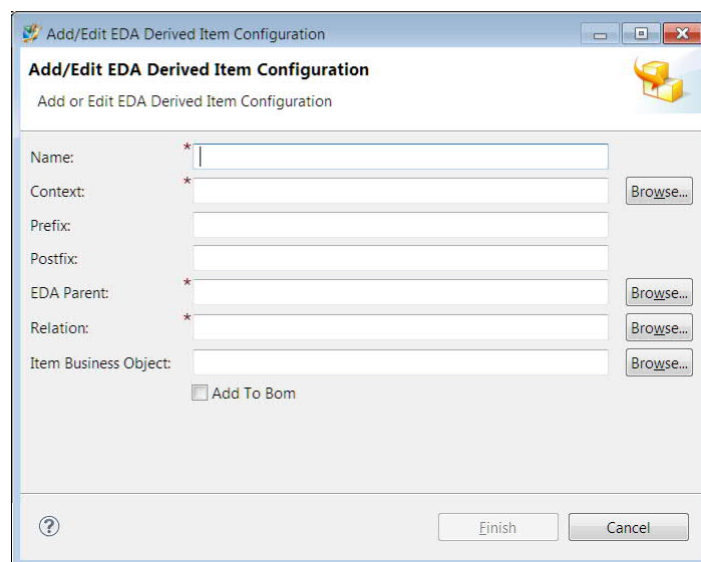 Add/Edit EDA Derived Item Configuration
Add/Edit EDA Derived Item Configuration
Add or Edit EDA Derived Item Configuration
Name: *
Context: * Browse...
Prefix:
Postfix:
EDA Parent: * Browse...
Relation: * Browse...
Item Business Object: Browse...
Add To Bom
? Finish Cancel